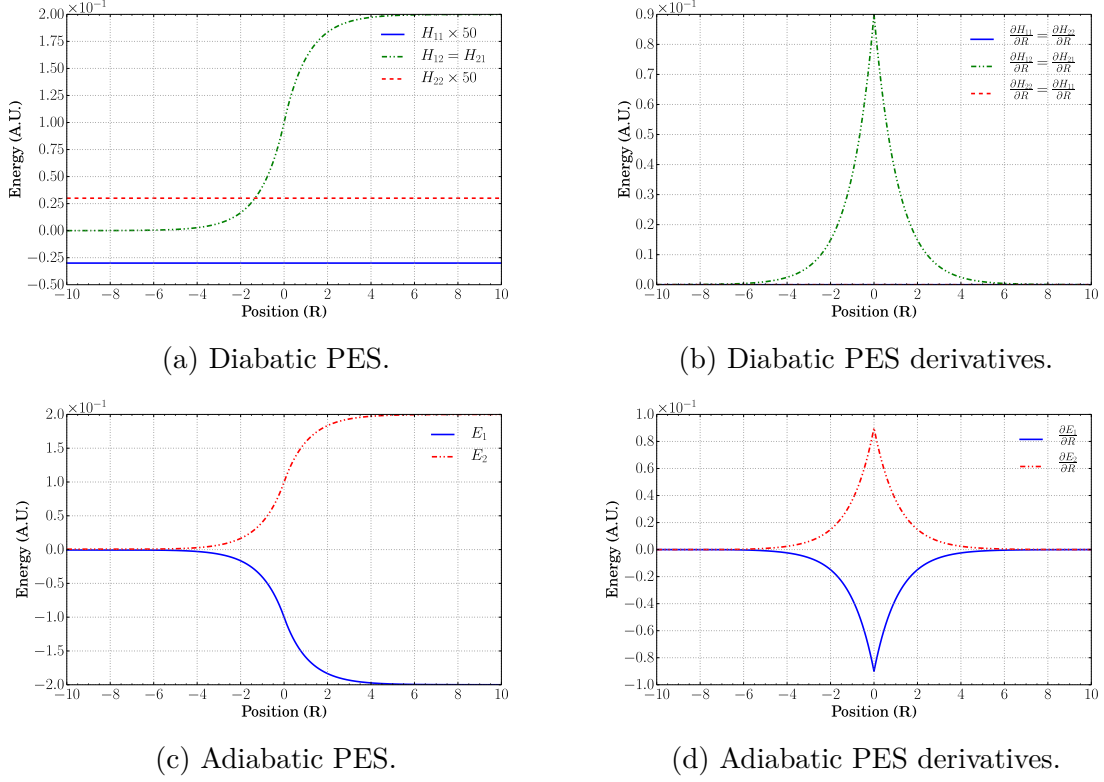 ×10⁻¹
2.00
1.75
1.50
1.25
1.00
0.75
0.50
0.25
0.00
−0.25
−0.50
Energy (A.U.)
−10 −8 −6 −4 −2 0 2 4 6 8 10
Position (R)
H₁₁ × 50
H₁₂ = H₂₁
H₂₂ × 50
(a) Diabatic PES.
×10⁻¹
0.9
0.8
0.7
0.6
0.5
0.4
0.3
0.2
0.1
0.0
Energy (A.U.)
−10 −8 −6 −4 −2 0 2 4 6 8 10
Position (R)
∂H₁₁/∂R = ∂H₂₂/∂R
∂H₁₂/∂R = ∂H₂₁/∂R
∂H₂₂/∂R = ∂H₁₁/∂R
(b) Diabatic PES derivatives.
×10⁻¹
2.0
1.5
1.0
0.5
0.0
−0.5
−1.0
−1.5
−2.0
Energy (A.U.)
−10 −8 −6 −4 −2 0 2 4 6 8 10
Position (R)
E₁
E₂
(c) Adiabatic PES.
×10⁻¹
1.0
0.8
0.6
0.4
0.2
0.0
−0.2
−0.4
−0.6
−0.8
−1.0
Energy (A.U.)
−10 −8 −6 −4 −2 0 2 4 6 8 10
Position (R)
∂E₁/∂R
∂E₂/∂R
(d) Adiabatic PES derivatives.